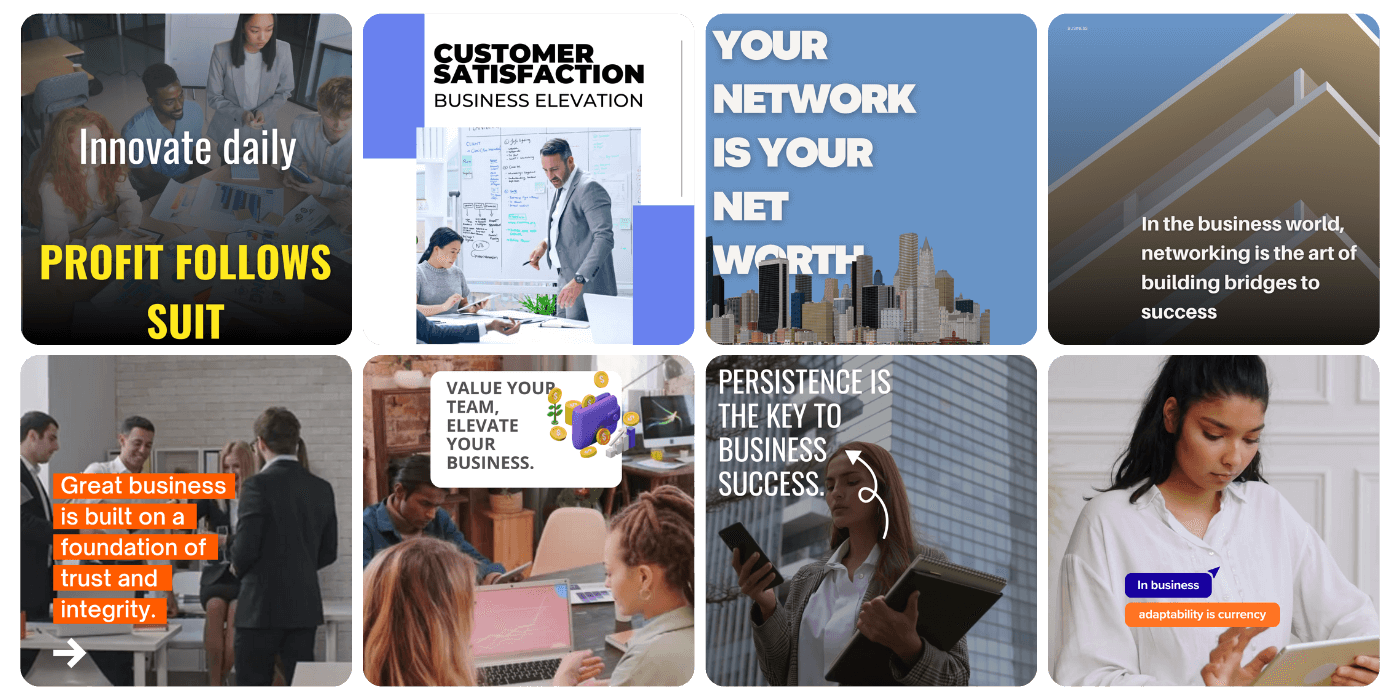 Innovate daily
PROFIT FOLLOWS
SUIT
CUSTOMER
SATISFACTION
BUSINESS ELEVATION
YOUR
NETWORK
IS YOUR
NET
WORTH
In the business world,
networking is the art of
building bridges to
success
Great business
is built on a
foundation of
trust and
integrity.
VALUE YOUR
TEAM,
ELEVATE
YOUR
BUSINESS.
PERSISTENCE IS
THE KEY TO
BUSINESS
SUCCESS.
In business
adaptability is currency